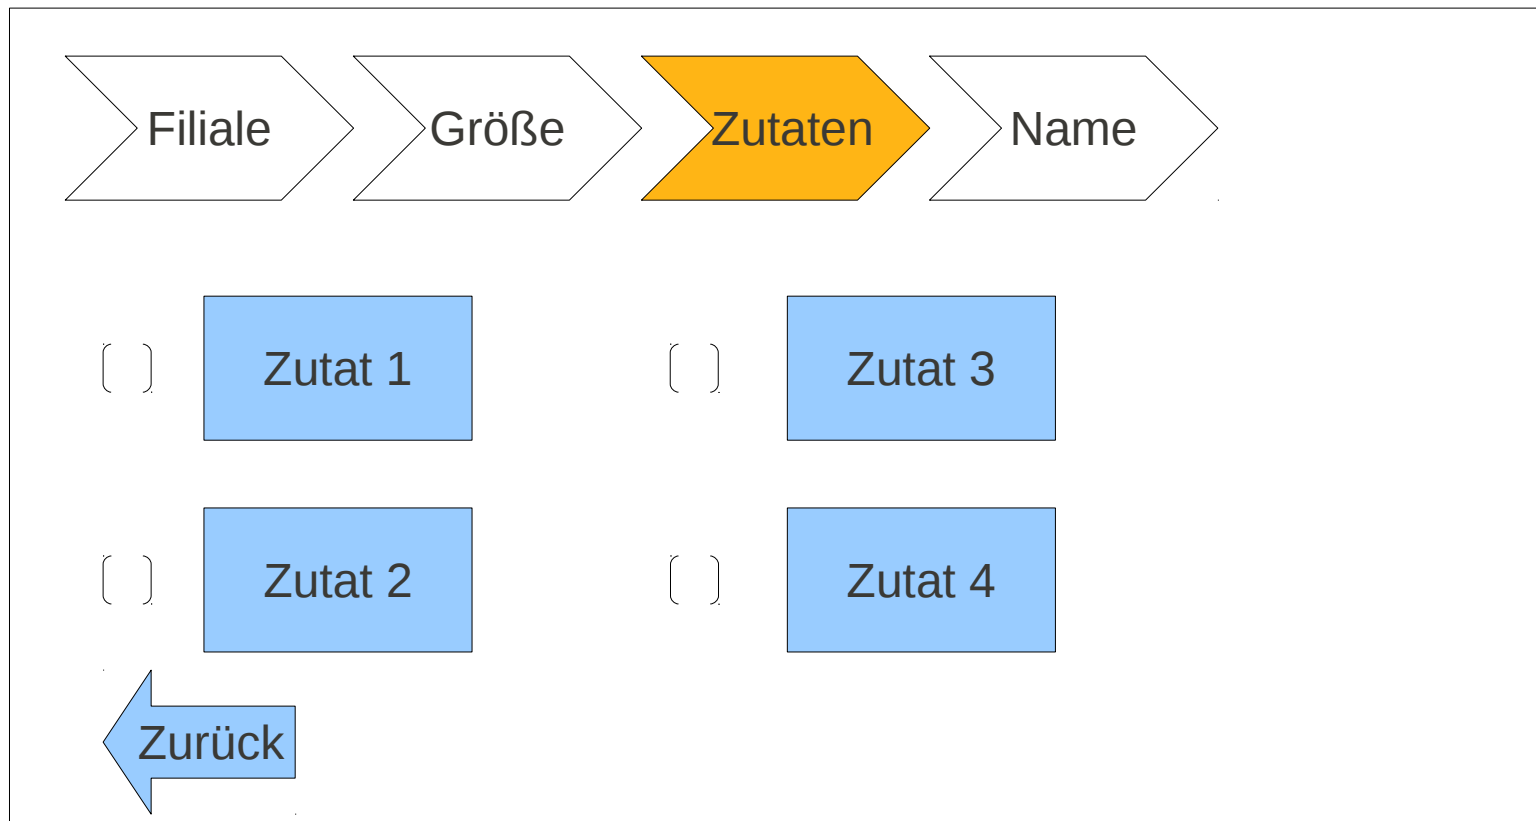 Filiale
Größe
Zutaten
Name
Zutat 1
Zutat 3
Zutat 2
Zutat 4
Zurück